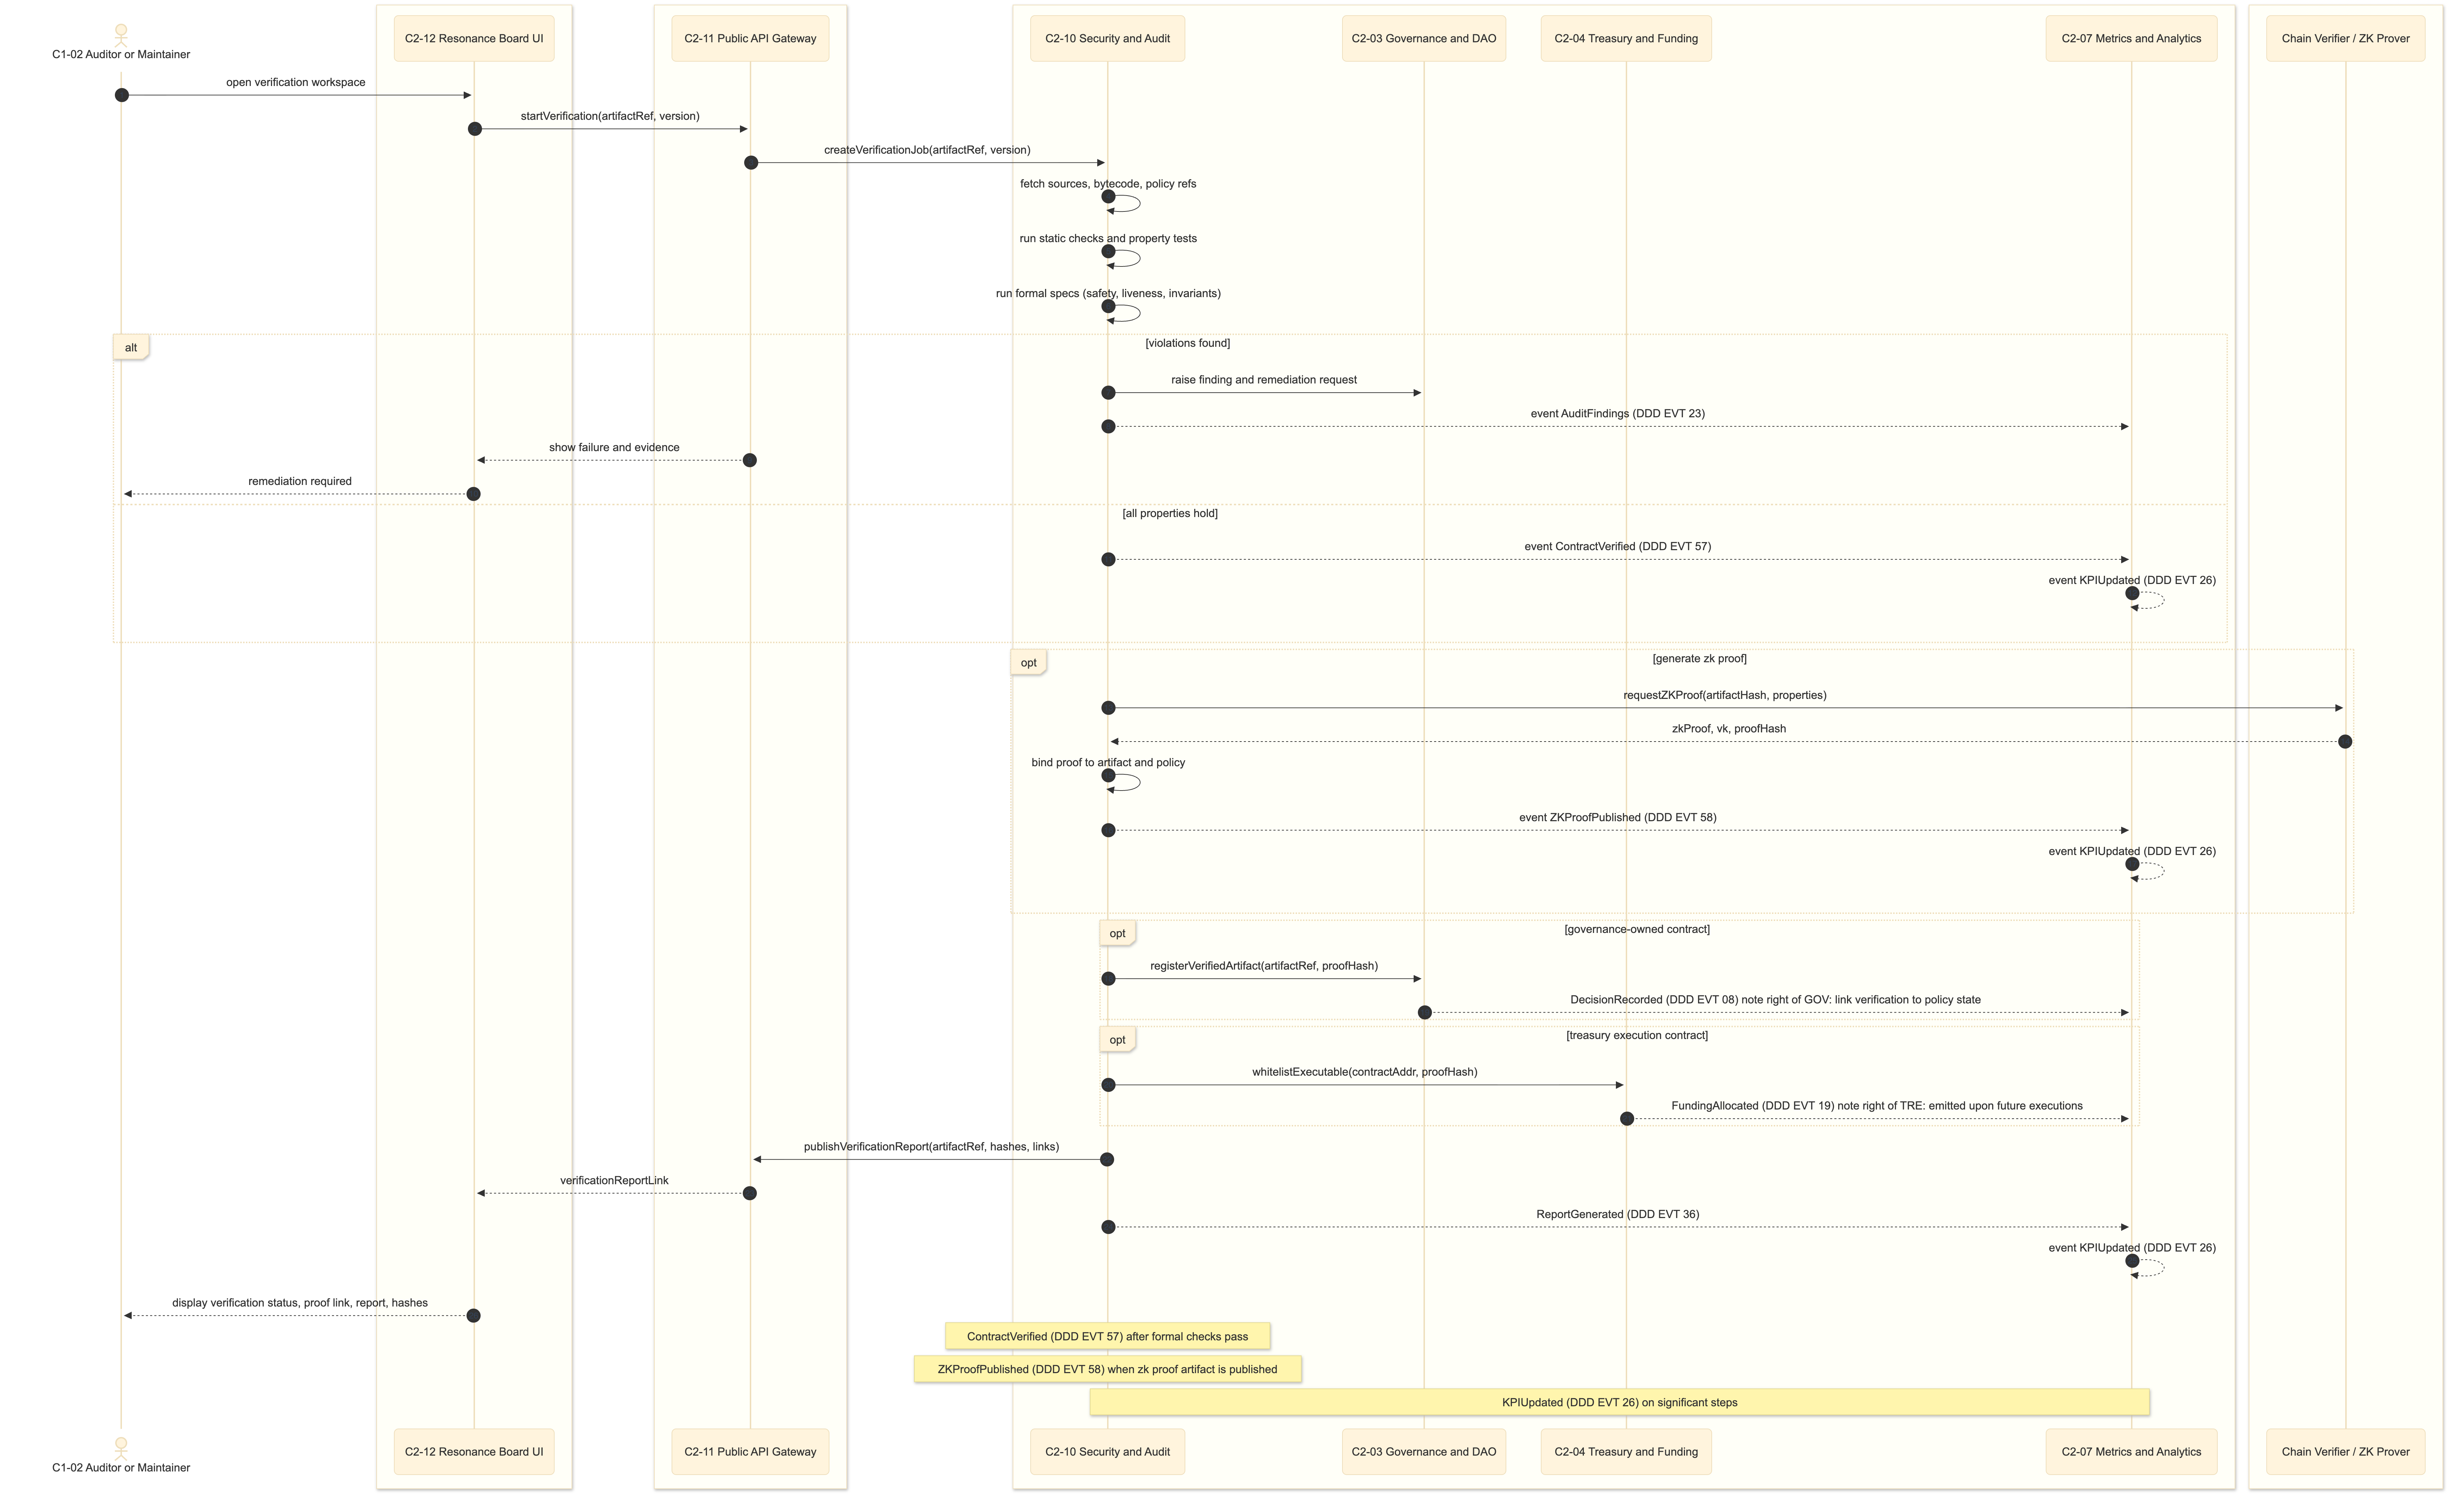 C1-02 Auditor or Maintainer
C2-12 Resonance Board UI
C2-11 Public API Gateway
C2-10 Security and Audit
C2-03 Governance and DAO
C2-04 Treasury and Funding
C2-07 Metrics and Analytics
Chain Verifier / ZK Prover
open verification workspace
startVerification(artifactRef, version)
createVerificationJob(artifactRef, version)
fetch sources, bytecode, policy refs
run static checks and property tests
run formal specs (safety, liveness, invariants)
alt
[violations found]
raise finding and remediation request
event AuditFindings (DDD EVT 23)
show failure and evidence
remediation required
[all properties hold]
event ContractVerified (DDD EVT 57)
event KPIUpdated (DDD EVT 26)
opt
[generate zk proof]
requestZKProof(artifactHash, properties)
zkProof, vk, proofHash
bind proof to artifact and policy
event ZKProofPublished (DDD EVT 58)
event KPIUpdated (DDD EVT 26)
opt
[governance-owned contract]
registerVerifiedArtifact(artifactRef, proofHash)
DecisionRecorded (DDD EVT 08) note right of GOV: link verification to policy state
opt
[treasury execution contract]
whitelistExecutable(contractAddr, proofHash)
FundingAllocated (DDD EVT 19) note right of TRE: emitted upon future executions
publishVerificationReport(artifactRef, hashes, links)
verificationReportLink
ReportGenerated (DDD EVT 36)
event KPIUpdated (DDD EVT 26)
display verification status, proof link, report, hashes
ContractVerified (DDD EVT 57) after formal checks pass
ZKProofPublished (DDD EVT 58) when zk proof artifact is published
KPIUpdated (DDD EVT 26) on significant steps
C1-02 Auditor or Maintainer
C2-12 Resonance Board UI
C2-11 Public API Gateway
C2-10 Security and Audit
C2-03 Governance and DAO
C2-04 Treasury and Funding
C2-07 Metrics and Analytics
Chain Verifier / ZK Prover